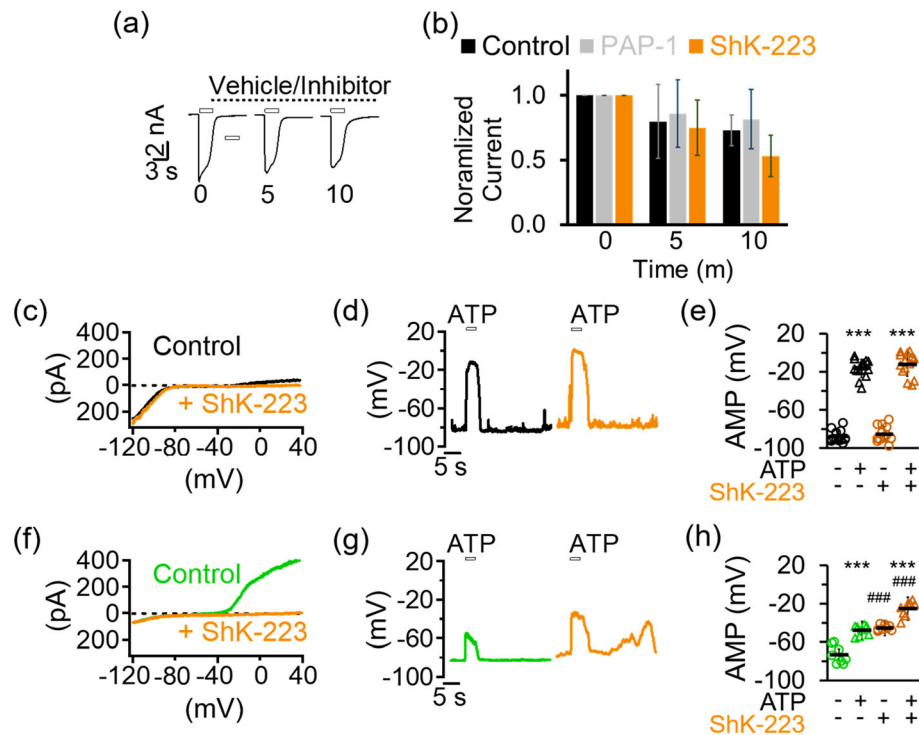 (a)
Vehicle/Inhibitor
2 nA
3 s
0 5 10
(b)
Control PAP-1 ShK-223
Noramlized
Current
1.0
0.5
0.0
0 5 10
Time (m)
(c)
400
200
0
200
(pA)
Control
+ ShK-223
-120 -80 -40 0 40
(mV)
(d)
ATP ATP
20
-20
-60
-100
(mV)
5 s
(e)
AMP (mV)
20
-20
-60
-100
*** ***
ATP - + - +
ShK-223 - - + +
(f)
400
200
0
200
(pA)
Control
+ ShK-223
-120 -80 -40 0 40
(mV)
(g)
ATP ATP
20
-20
-60
-100
(mV)
5 s
(h)
AMP (mV)
20
-20
-60
-100
*** ***
### ###
ATP - + - +
ShK-223 - - + +